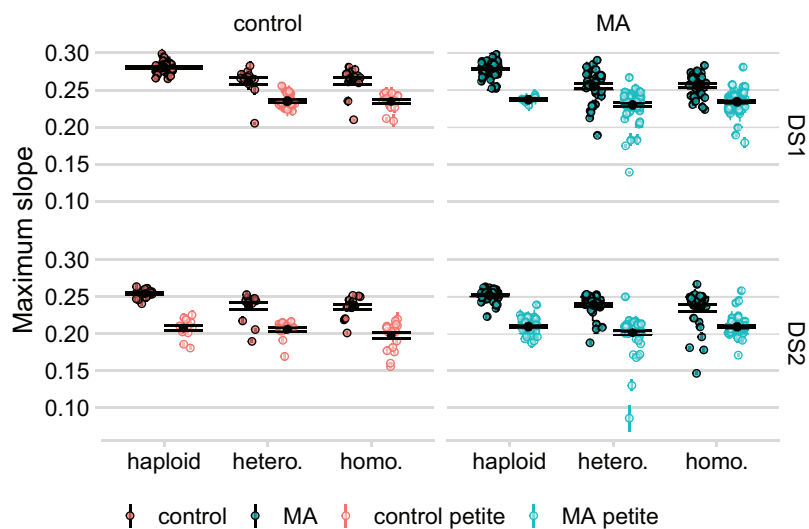 control MA
Maximum slope
0.30
0.25
0.20
0.15
0.10
DS1
0.30
0.25
0.20
0.15
0.10
DS2
haploid hetero. homo. haploid hetero. homo.
control MA control petite MA petite